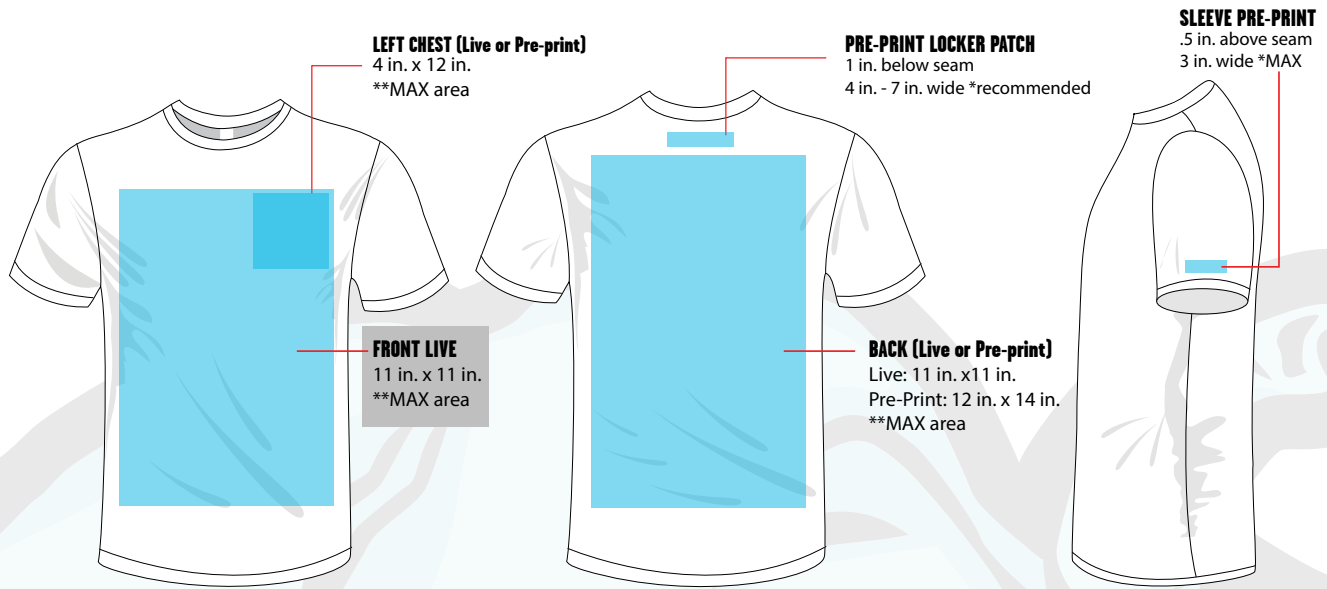 LEFT CHEST (Live or Pre-print)
4 in. x 12 in.
**MAX area
PRE-PRINT LOCKER PATCH
1 in. below seam
4 in. - 7 in. wide *recommended
SLEEVE PRE-PRINT
.5 in. above seam
3 in. wide *MAX
FRONT LIVE
11 in. x 11 in.
**MAX area
BACK (Live or Pre-print)
Live: 11 in. x11 in.
Pre-Print: 12 in. x 14 in.
**MAX area